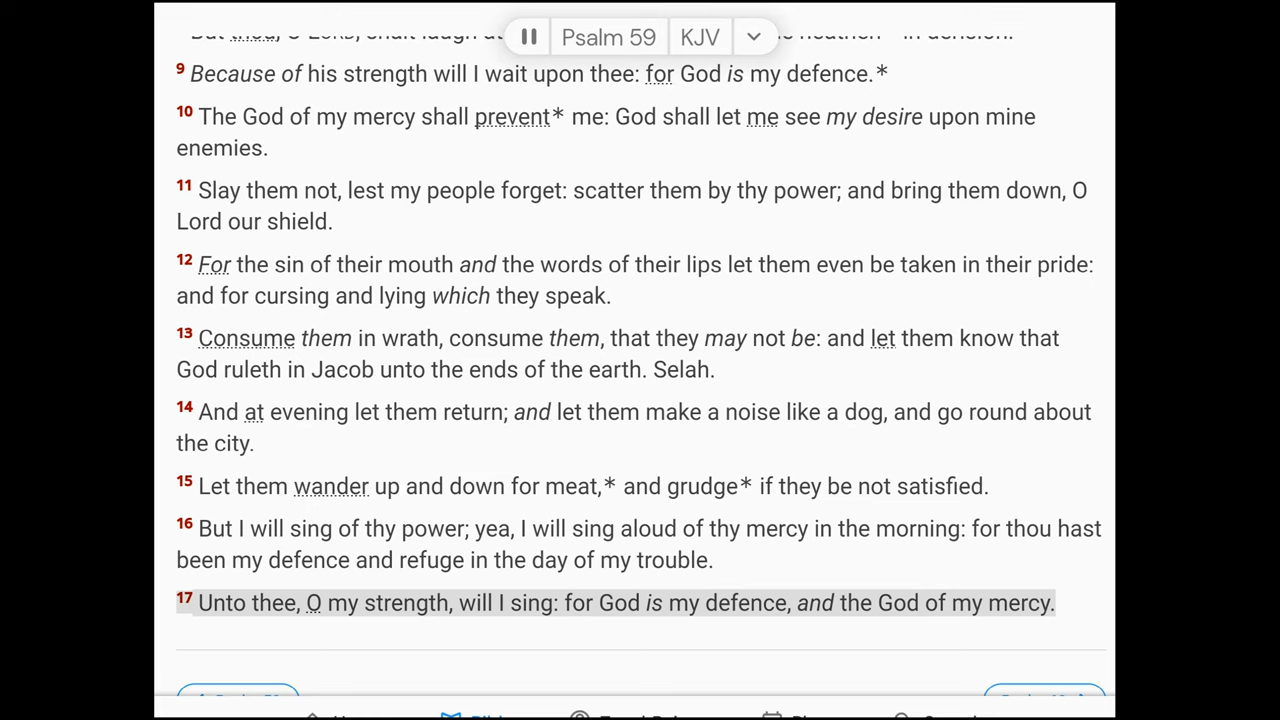 Psalm 59 KJV
9 Because of his strength will I wait upon thee: for God is my defence.*
10 The God of my mercy shall prevent* me: God shall let me see my desire upon mine
enemies.
11 Slay them not, lest my people forget: scatter them by thy power; and bring them down, O
Lord our shield.
12 For the sin of their mouth and the words of their lips let them even be taken in their pride:
and for cursing and lying which they speak.
13 Consume them in wrath, consume them, that they may not be: and let them know that
God ruleth in Jacob unto the ends of the earth. Selah.
14 And at evening let them return; and let them make a noise like a dog, and go round about
the city.
15 Let them wander up and down for meat,* and grudge* if they be not satisfied.
16 But I will sing of thy power; yea, I will sing aloud of thy mercy in the morning: for thou hast
been my defence and refuge in the day of my trouble.
17 Unto thee, O my strength, will I sing: for God is my defence, and the God of my mercy.